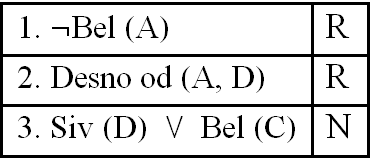 1. ¬Bel (A) R
2. Desno od (A, D) R
3. Siv (D) \/ Bel (C) N